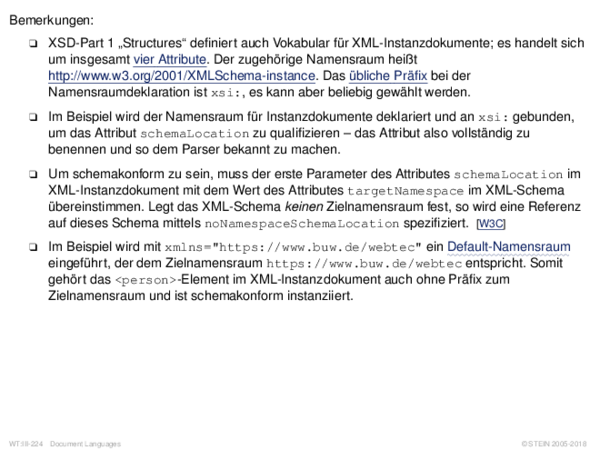 Bemerkungen:
❑ XSD-Part 1 „Structures“ definiert auch Vokabular für XML-Instanzdokumente; es handelt sich
um insgesamt vier Attribute. Der zugehörige Namensraum heißt
http://www.w3.org/2001/XMLSchema-instance. Das übliche Präfix bei der
Namensraumdeklaration ist xsi:, es kann aber beliebig gewählt werden.
❑ Im Beispiel wird der Namensraum für Instanzdokumente deklariert und an xsi: gebunden,
um das Attribut schemaLocation zu qualifizieren – das Attribut also vollständig zu
benennen und so dem Parser bekannt zu machen.
❑ Um schemakonform zu sein, muss der erste Parameter des Attributes schemaLocation im
XML-Instanzdokument mit dem Wert des Attributes targetNamespace im XML-Schema
übereinstimmen. Legt das XML-Schema keinen Zielnamensraum fest, so wird eine Referenz
auf dieses Schema mittels noNamespaceSchemaLocation spezifiziert. [W3C]
❑ Im Beispiel wird mit xmlns="https://www.buw.de/webtec" ein Default-Namensraum
eingeführt, der dem Zielnamensraum https://www.buw.de/webtec entspricht. Somit
gehört das <person>-Element im XML-Instanzdokument auch ohne Präfix zum
Zielnamensraum und ist schemakonform instanziiert.
WT:III-224 Document Languages © STEIN 2005-2018